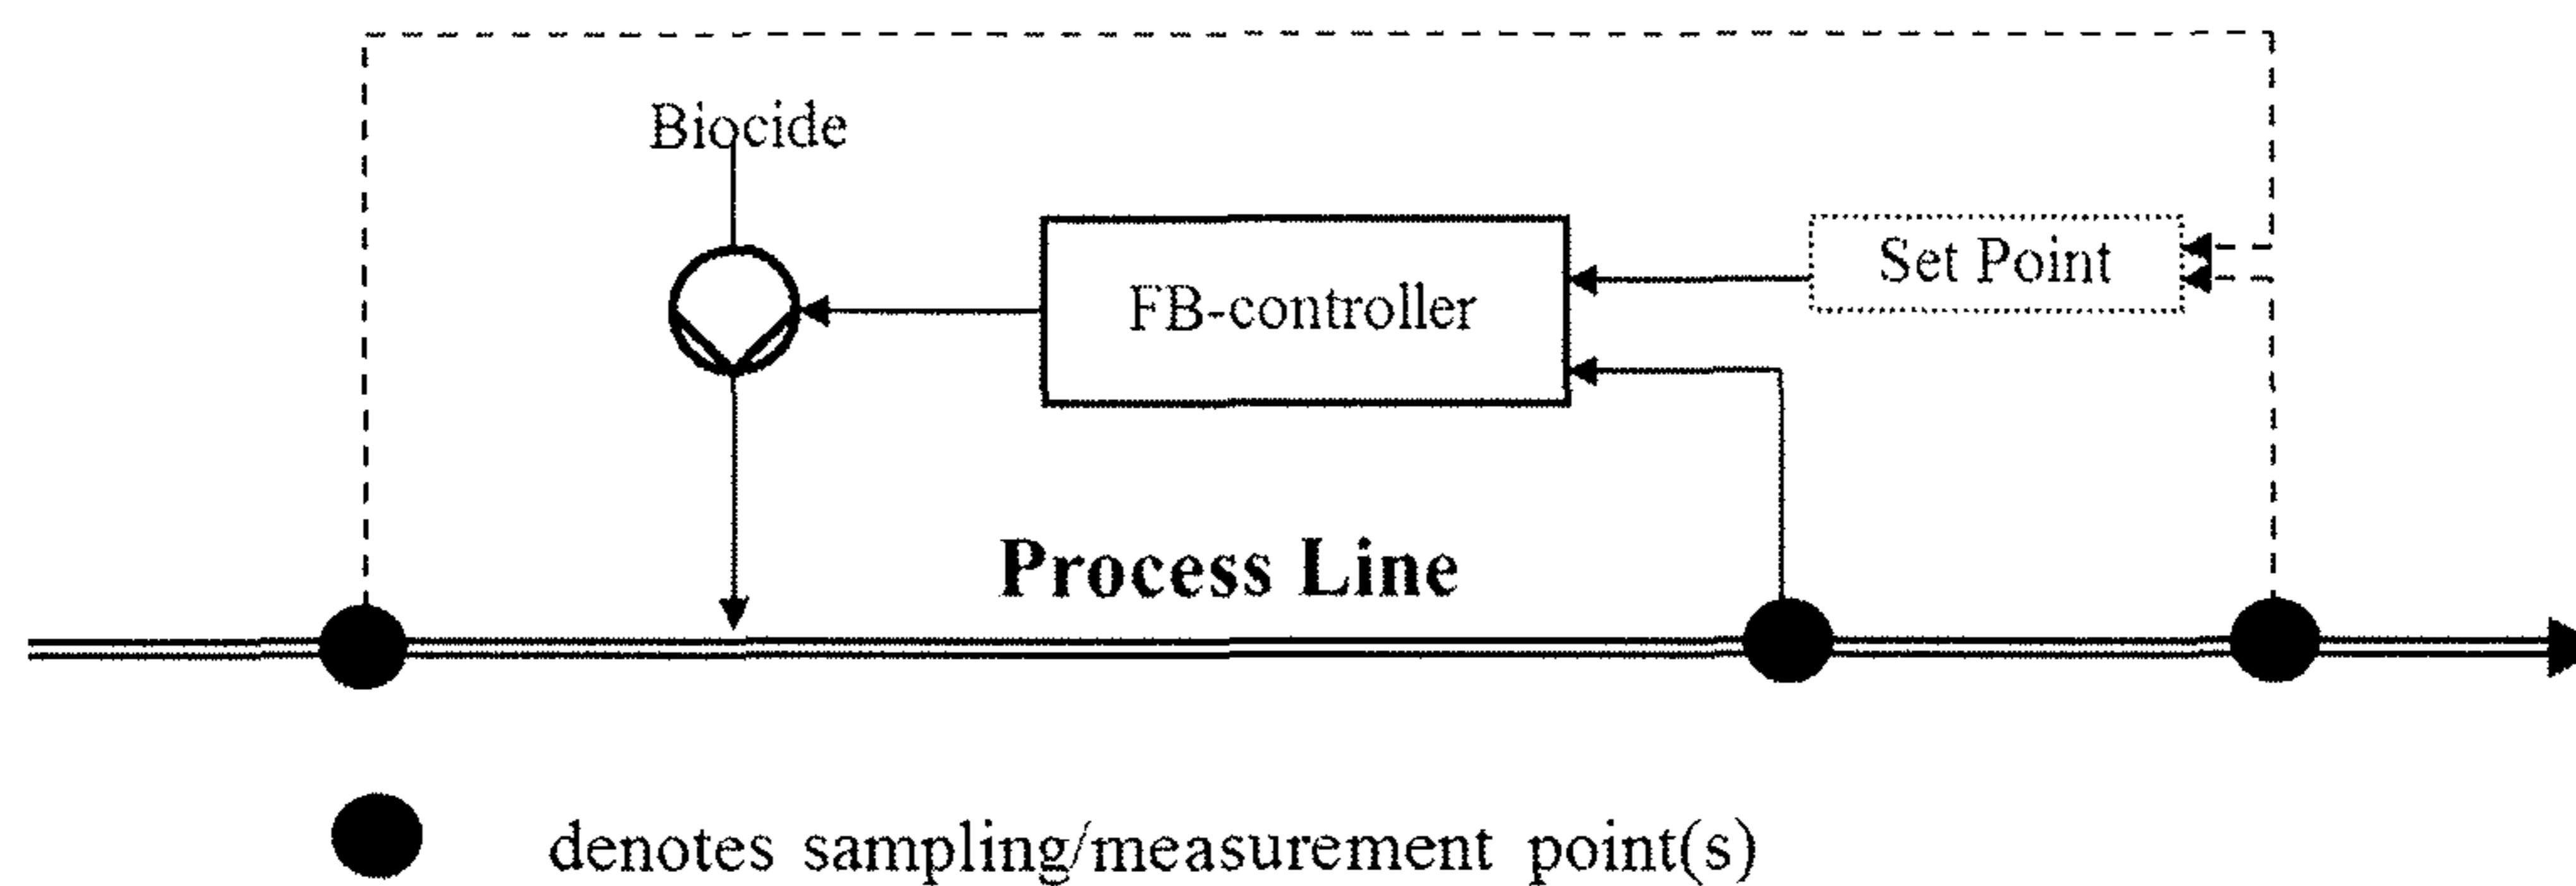 Biocide
Set Point
FB-controller
Process Line
denotes sampling/measurement point(s)